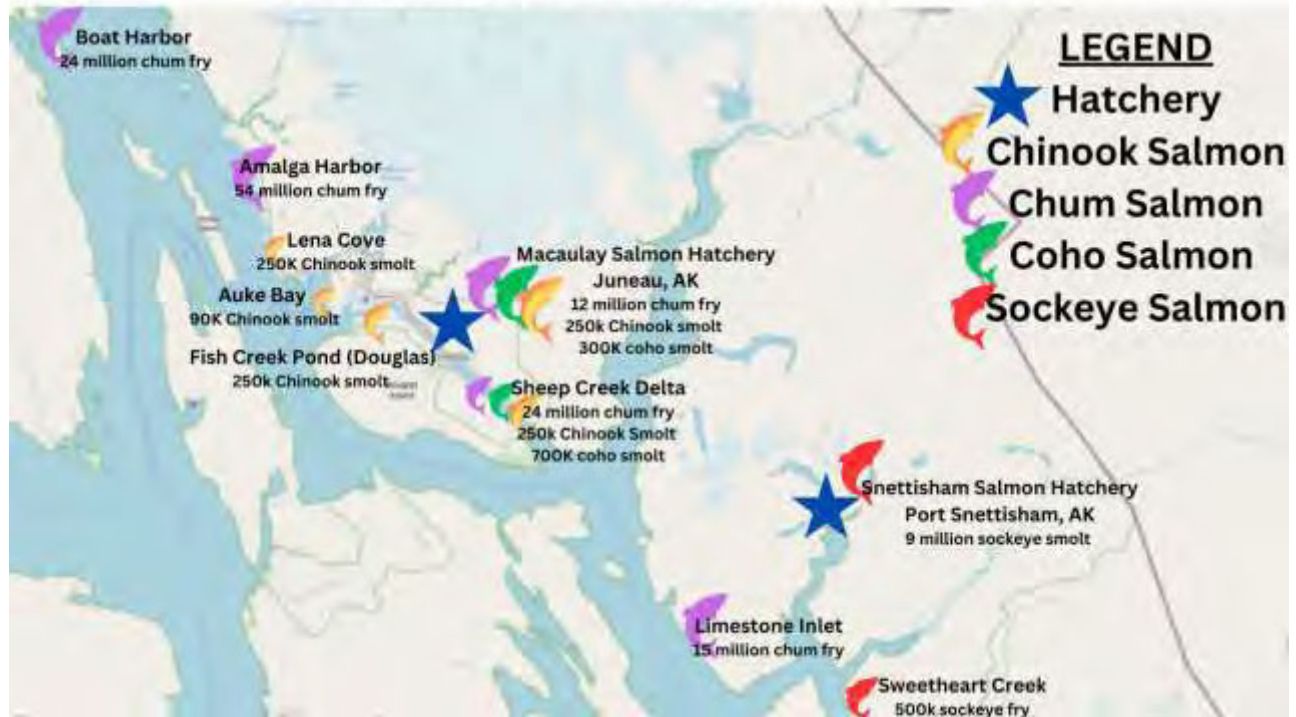 Boat Harbor
24 million chum fry
Amalga Harbor
54 million chum fry
Lena Cove
250K Chinook smolt
Auke Bay
90K Chinook smolt
Fish Creek Pond (Douglas)
250k Chinook smolt
Macaulay Salmon Hatchery
Juneau, AK
12 million chum fry
250k Chinook smolt
300K coho smolt
Sheep Creek Delta
24 million chum fry
250k Chinook Smolt
700K coho smolt
Snettisham Salmon Hatchery
Port Snettisham, AK
9 million sockeye smolt
Limestone Inlet
15 million chum fry
Sweetheart Creek
500k sockeye fry
LEGEND
Hatchery
Chinook Salmon
Chum Salmon
Coho Salmon
Sockeye Salmon